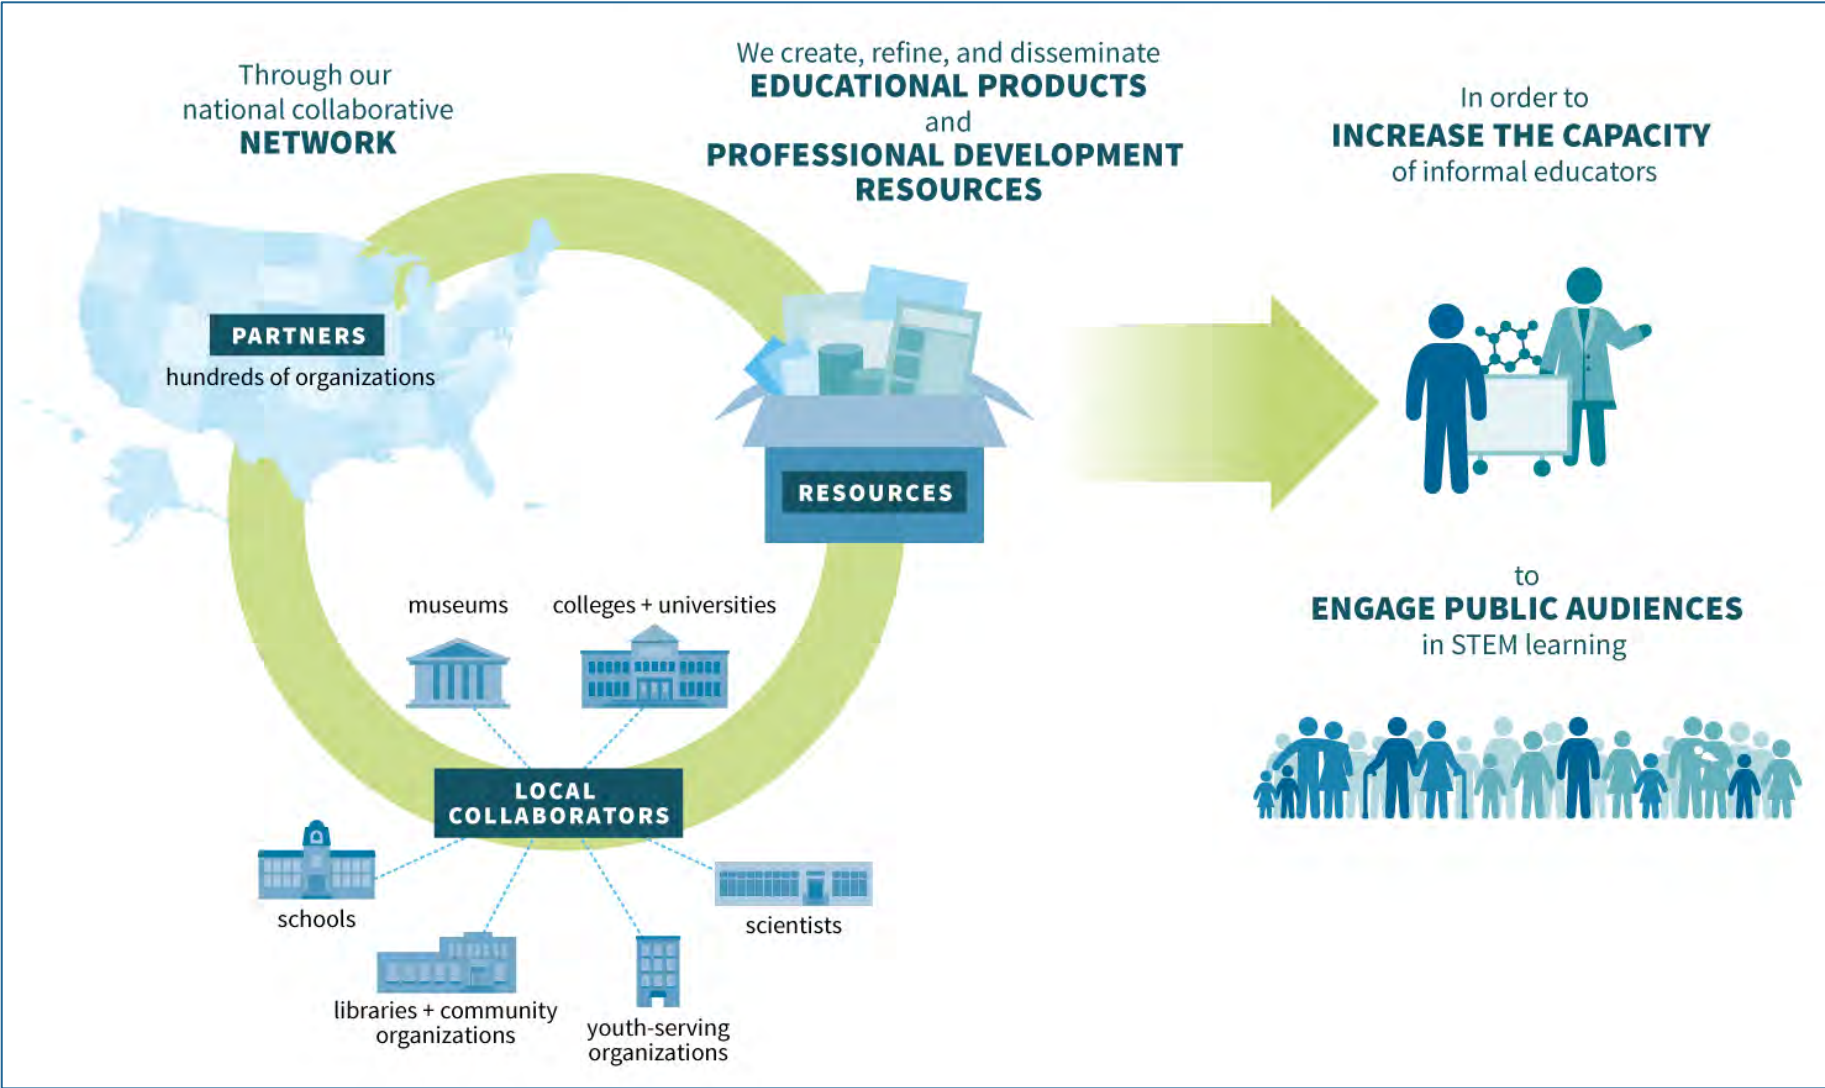 Through our
national collaborative
NETWORK
We create, refine, and disseminate
EDUCATIONAL PRODUCTS
and
PROFESSIONAL DEVELOPMENT
RESOURCES
In order to
INCREASE THE CAPACITY
of informal educators
PARTNERS
hundreds of organizations
RESOURCES
to
ENGAGE PUBLIC AUDIENCES
in STEM learning
museums
colleges + universities
LOCAL
COLLABORATORS
schools
scientists
libraries + community
organizations
youth-serving
organizations